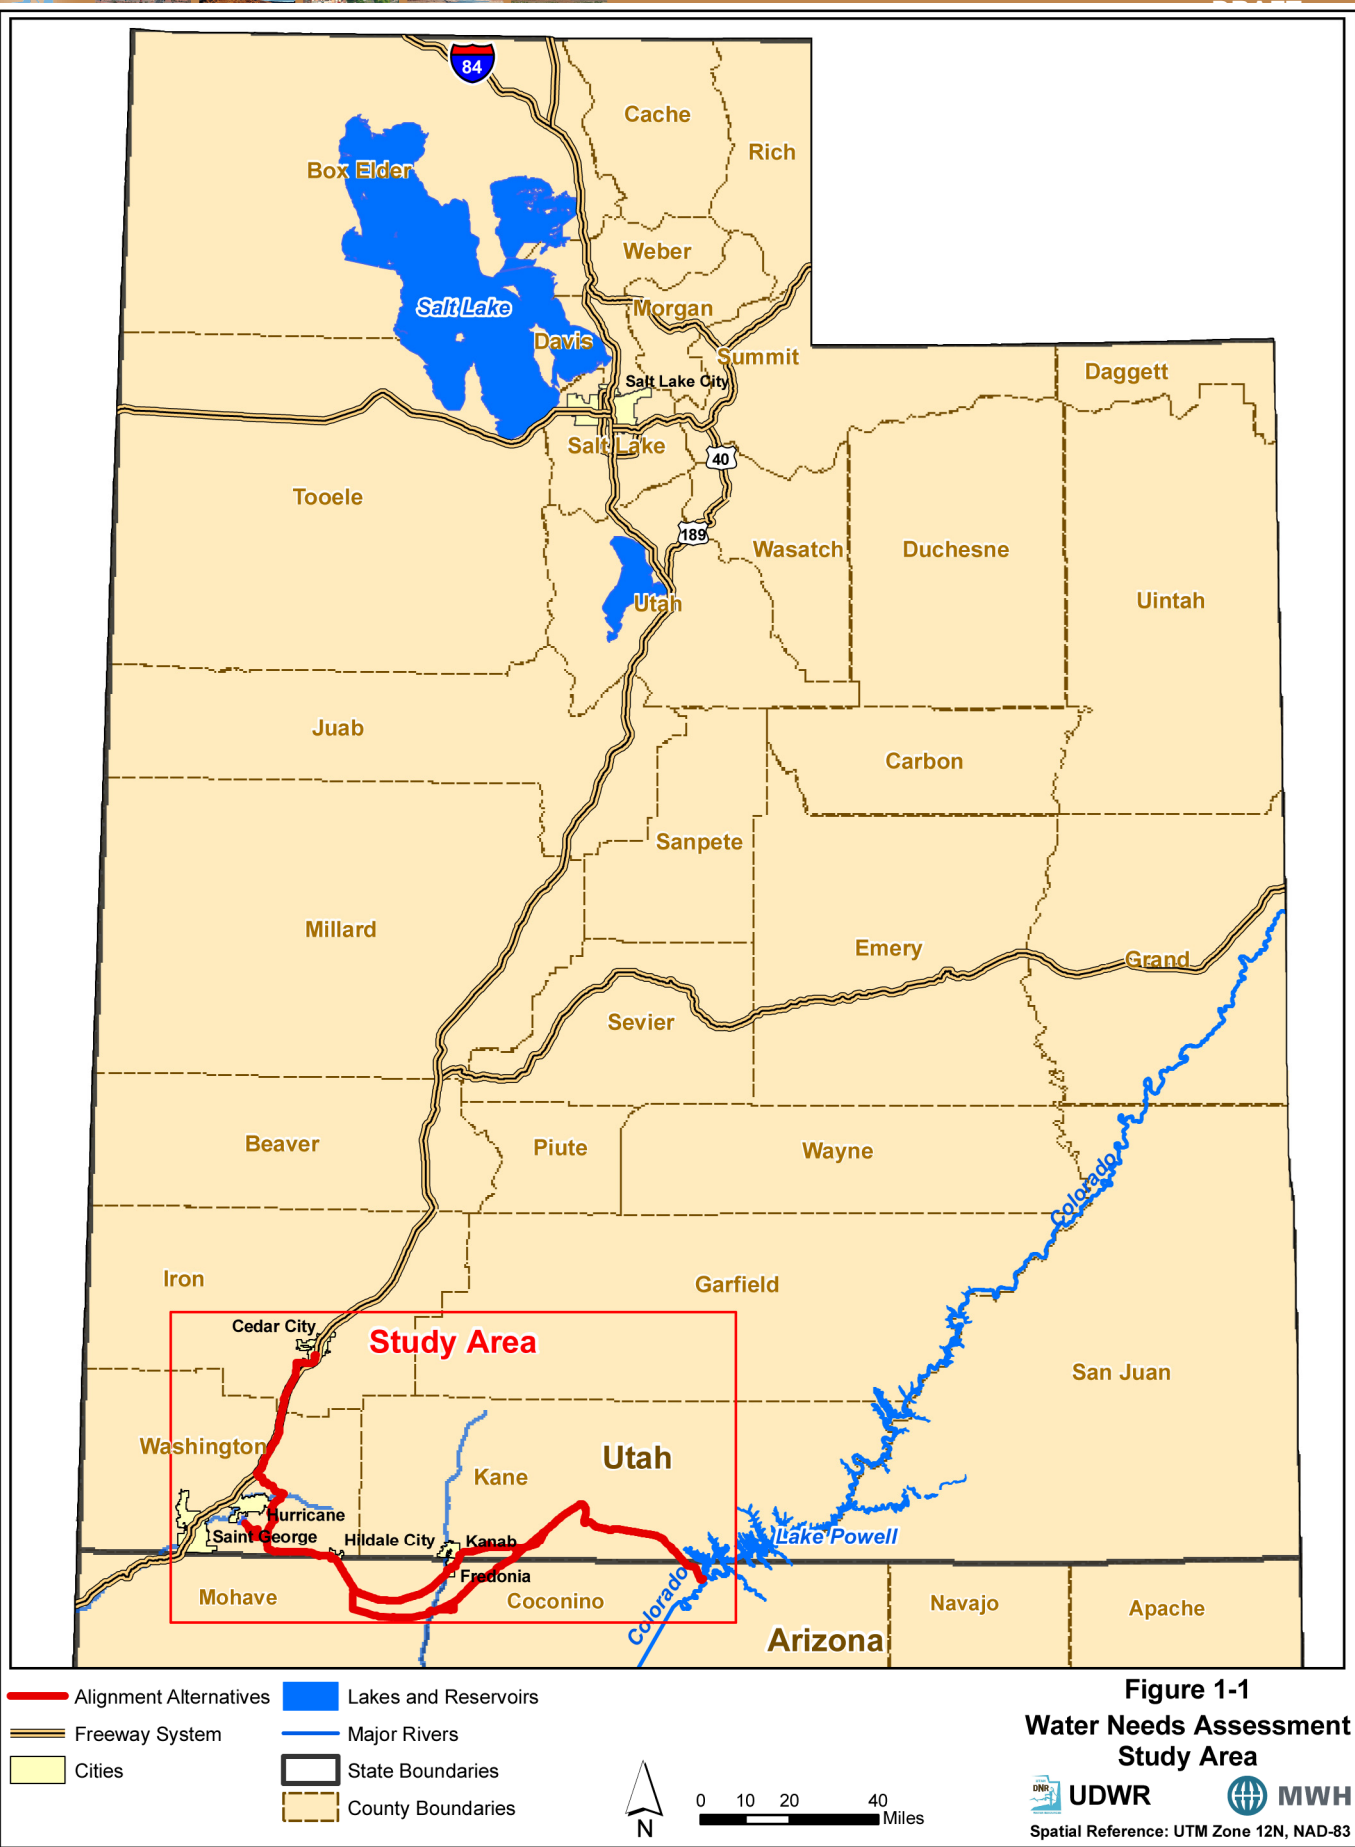 84
Cache
Rich
Box Elder
Weber
Salt Lake
Morgan
Davis
Summit
Daggett
Salt Lake City
Salt Lake
40
Tooele
189
Wasatch
Duchesne
Uintah
Utah
Juab
Carbon
Sanpete
Millard
Emery
Grand
Sevier
Beaver
Piute
Wayne
Colorado
Iron
Garfield
Cedar City
Study Area
San Juan
Washington
Utah
Kane
Hurricane
Saint George
Hildale City
Kanab
Lake Powell
Fredonia
Mohave
Coconino
Colorado
Navajo
Apache
Arizona
Alignment Alternatives
Freeway System
Cities
Lakes and Reservoirs
Major Rivers
State Boundaries
County Boundaries
N
0 10 20 40
Miles
Figure 1-1
Water Needs Assessment
Study Area
DNR
UDWR
MWH
Spatial Reference: UTM Zone 12N, NAD-83